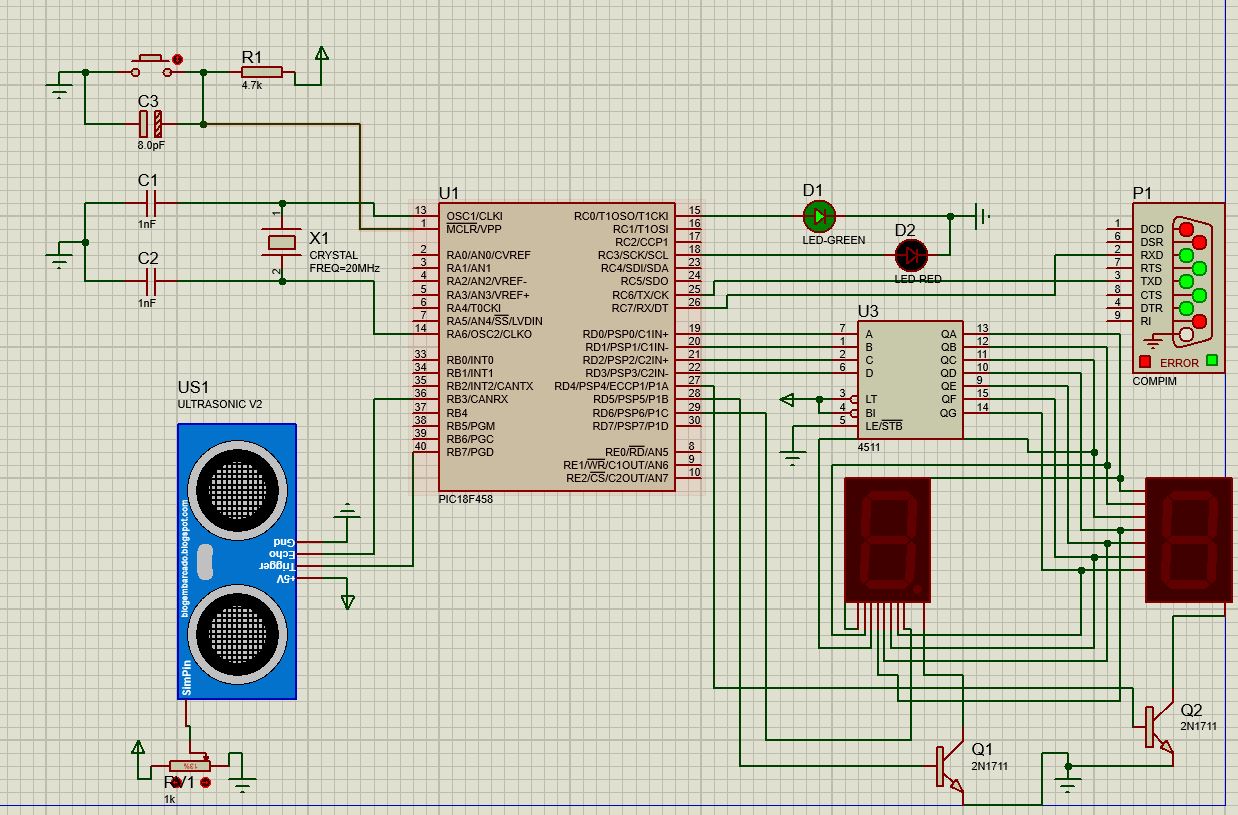 R1
4.7k
C3
8.0pF
C1
1nF
C2
1nF
1
2
X1
CRYSTAL
FREQ=20MHz
U1
13 OSC1/CLKI RC0/T1OSO/T1CKI 15
1 MCLR/VPP RC1/T1OSI 16
RC2/CCP1 17
2 RA0/AN0/CVREF RC3/SCK/SCL 18
3 RA1/AN1 RC4/SDI/SDA 23
4 RA2/AN2/VREF- RC5/SDO 24
5 RA3/AN3/VREF+ RC6/TX/CK 25
6 RA4/T0CKI RC7/RX/DT 26
7 RA5/AN4/SS/LVDIN
14 RA6/OSC2/CLKO RD0/PSP0/C1IN+ 19
RD1/PSP1/C1IN- 20
33 RB0/INT0 RD2/PSP2/C2IN+ 21
34 RB1/INT1 RD3/PSP3/C2IN- 22
35 RB2/INT2/CANTX RD4/PSP4/ECCP1/P1A 27
36 RB3/CANRX RD5/PSP5/P1B 28
37 RB4 RD6/PSP6/P1C 29
38 RB5/PGM RD7/PSP7/P1D 30
39 RB6/PGC
40 RB7/PGD RE0/RD/AN5 8
RE1/WR/C1OUT/AN6 9
RE2/CS/C2OUT/AN7 10
PIC18F458
D1
LED-GREEN
D2
LED-RED
P1
1 DCD
6 DSR
2 RXD
7 RTS
3 TXD
8 CTS
4 DTR
9 RI
ERROR
COMPIM
U3
7 A QA 13
1 B QB 12
2 C QC 11
6 D QD 10
QE 9
3 LT QF 15
4 BI QG 14
5 LE/STB
4511
US1
ULTRASONIC V2
blogembarcado.blogspot.com
Gnd
Echo
Trigger
+5V
SimPin
13%
RV1
1k
Q1
2N1711
Q2
2N1711